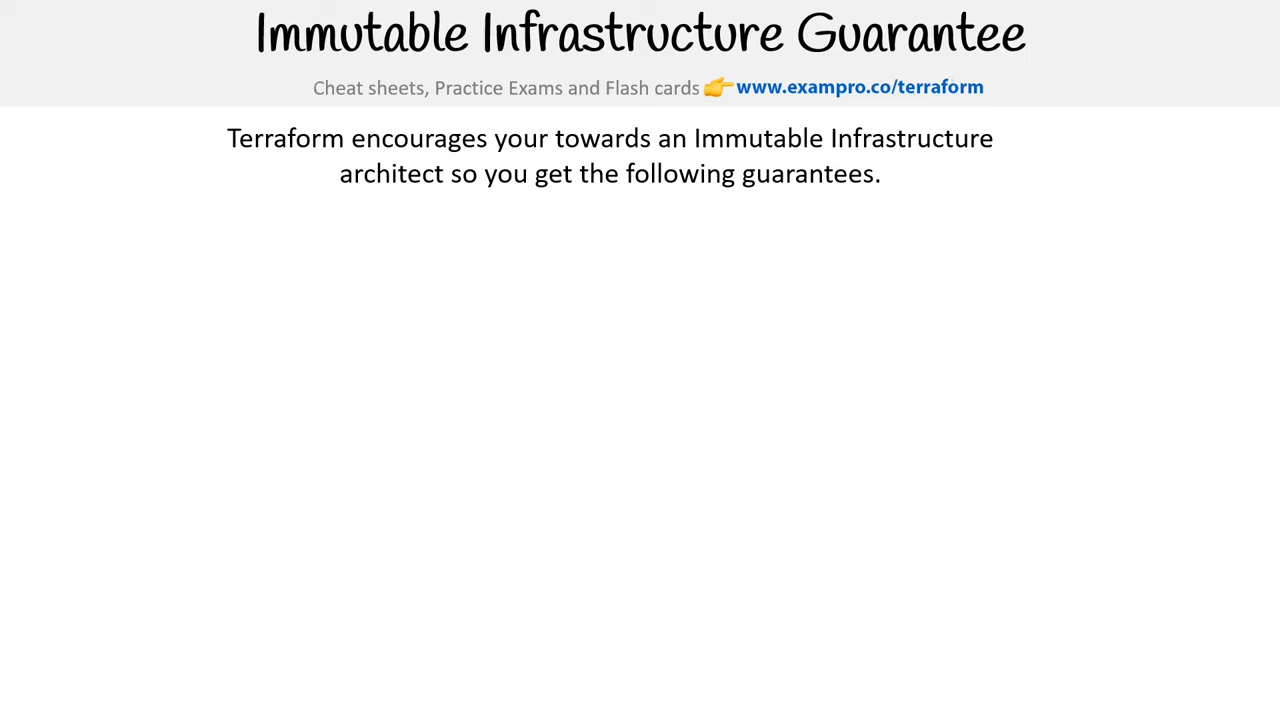 Immutable Infrastructure Guarantee
Cheat sheets, Practice Exams and Flash cards 👉 www.exampro.co/terraform
Terraform encourages your towards an Immutable Infrastructure
architect so you get the following guarantees.